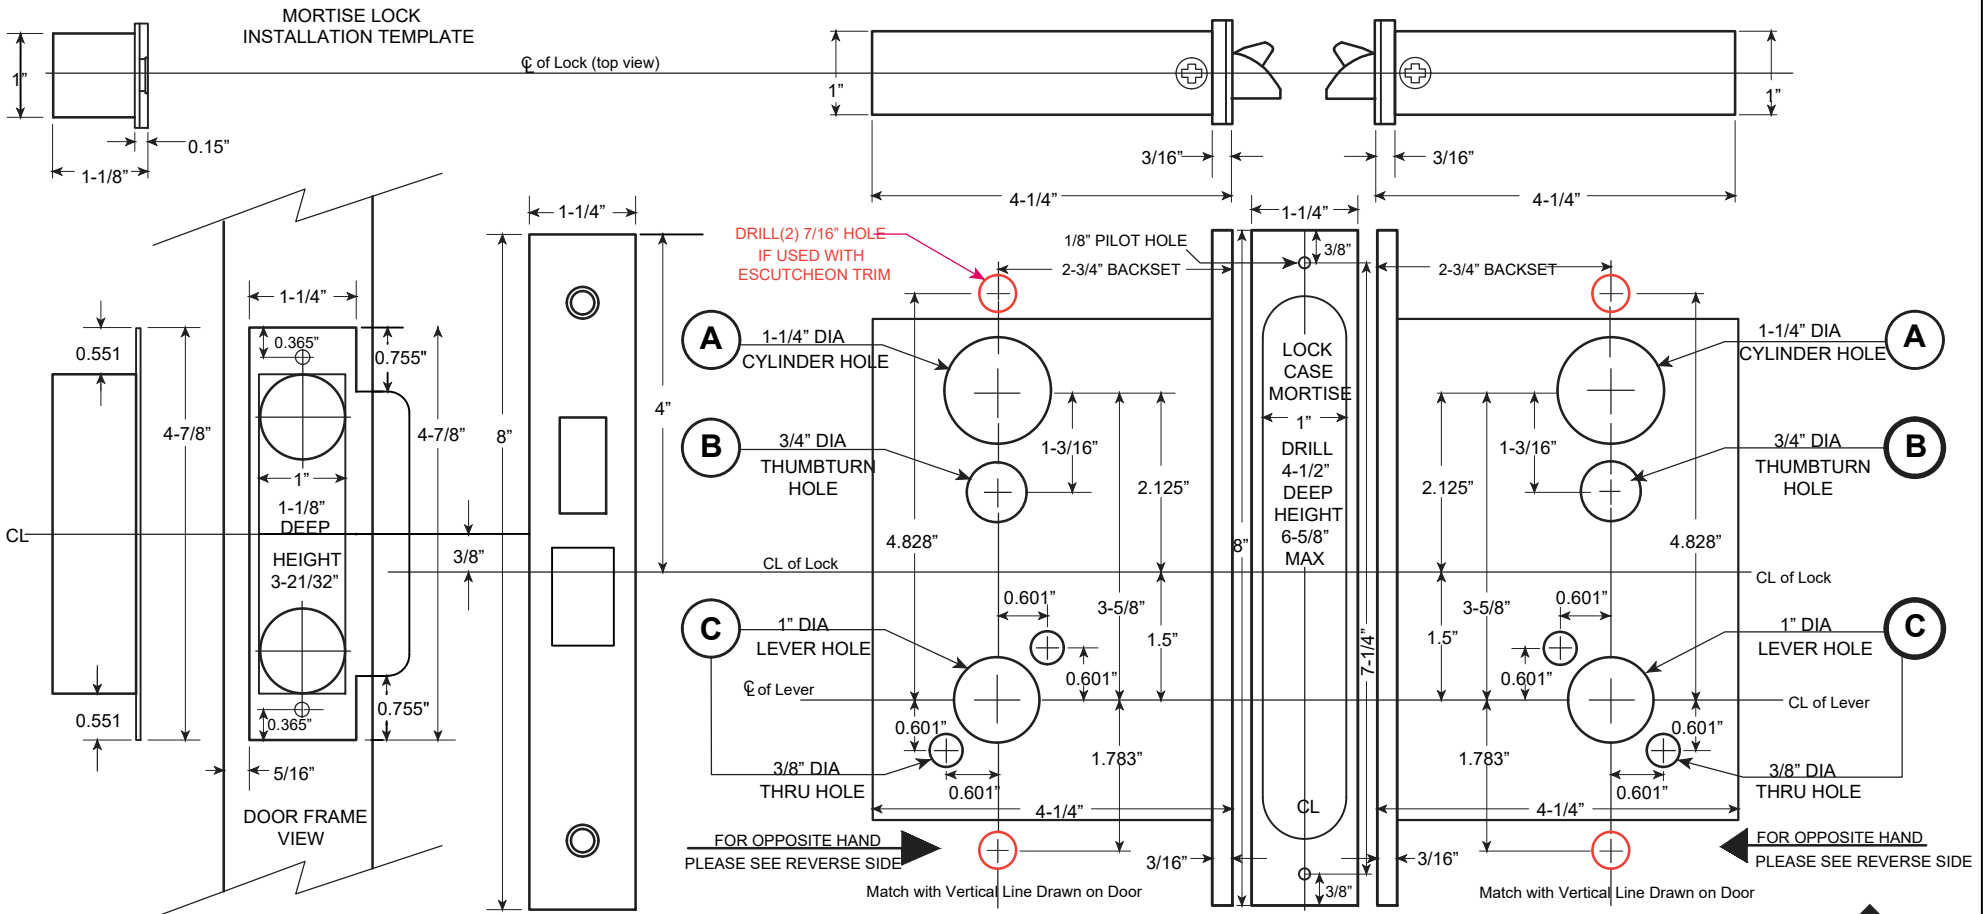 MORTISE LOCK
INSTALLATION TEMPLATE
℄ of Lock (top view)
1”
0.15”
1-1/8”
1”
3/16”
4-1/4”
1”
3/16”
4-1/4”
1-1/4”
1-1/4”
0.365”
0.755"
0.551
4-7/8”
4-7/8”
1”
1-1/8”
DEEP
HEIGHT
3-21/32”
CL
3/8”
0.551
0.365”
0.755"
5/16”
DOOR FRAME
VIEW
1-1/4”
8”
4”
DRILL(2) 7/16” HOLE
IF USED WITH
ESCUTCHEON TRIM
1/8” PILOT HOLE
2-3/4” BACKSET
3/8”
2-3/4” BACKSET
A
1-1/4” DIA
CYLINDER HOLE
B
3/4” DIA
THUMBTURN
HOLE
1-3/16”
2.125”
4.828”
CL of Lock
0.601”
3-5/8”
1.5”
C
1” DIA
LEVER HOLE
0.601”
℄ of Lever
0.601”
1.783”
3/8” DIA
THRU HOLE
0.601”
4-1/4”
FOR OPPOSITE HAND
PLEASE SEE REVERSE SIDE
3/16”
Match with Vertical Line Drawn on Door
LOCK
CASE
MORTISE
1”
DRILL
4-1/2”
DEEP
HEIGHT
6-5/8”
MAX
8”
7-1/4”
CL
3/8”
1-1/4” DIA
CYLINDER HOLE
A
3/4” DIA
THUMBTURN
HOLE
B
1-3/16”
2.125”
4.828”
CL of Lock
0.601”
3-5/8”
1.5”
1” DIA
LEVER HOLE
C
0.601”
CL of Lever
0.601”
1.783”
3/8” DIA
THRU HOLE
0.601”
4-1/4”
FOR OPPOSITE HAND
PLEASE SEE REVERSE SIDE
3/16”
Match with Vertical Line Drawn on Door